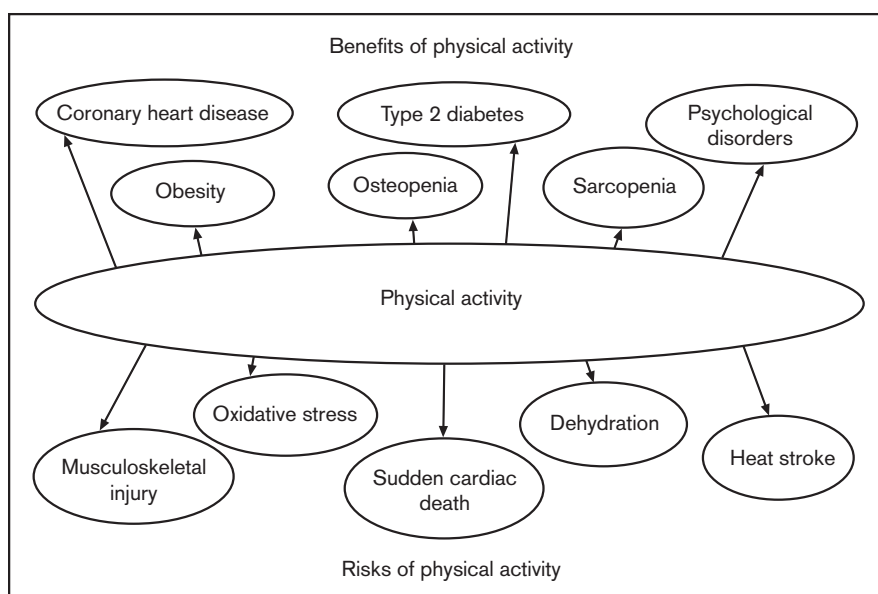 Benefits of physical activity
Coronary heart disease
Type 2 diabetes
Psychological
disorders
Obesity
Osteopenia
Sarcopenia
Physical activity
Oxidative stress
Dehydration
Musculoskeletal
injury
Sudden cardiac
death
Heat stroke
Risks of physical activity